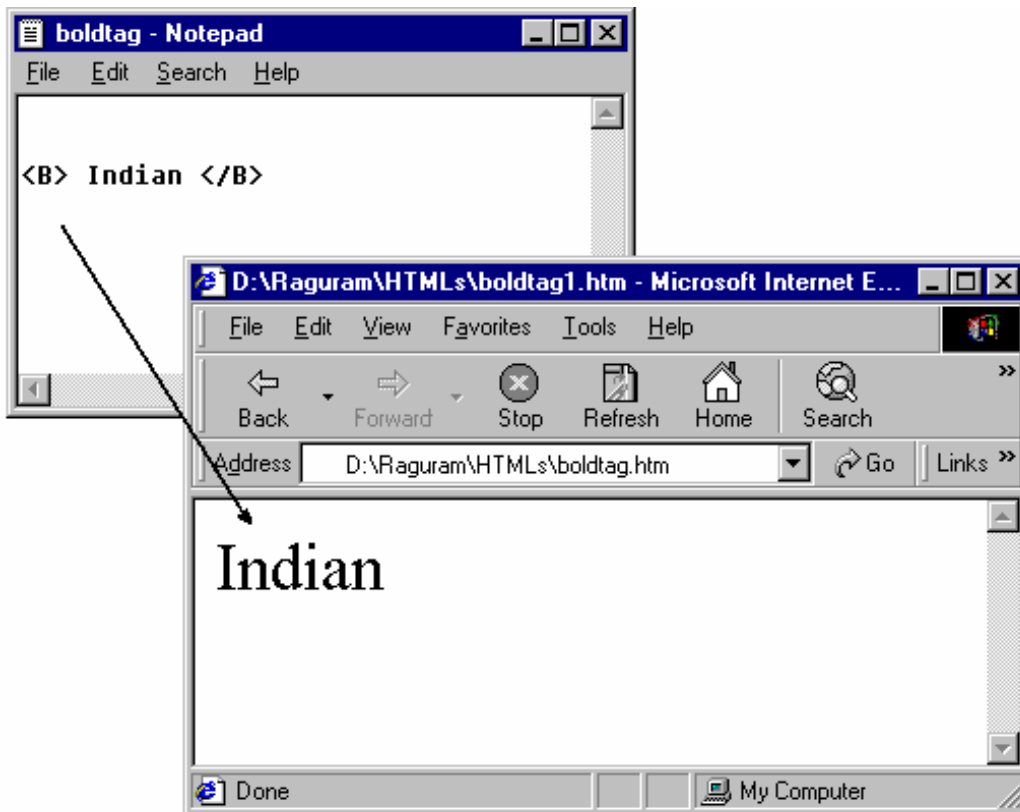 boldtag - Notepad
File Edit Search Help
<B> Indian </B>
D:\Raguram\HTMLs\boldtag1.htm - Microsoft Internet E...
File Edit View Favorites Tools Help
Back Forward Stop Refresh Home Search »
Address D:\Raguram\HTMLs\boldtag.htm Go Links »
Indian
Done My Computer